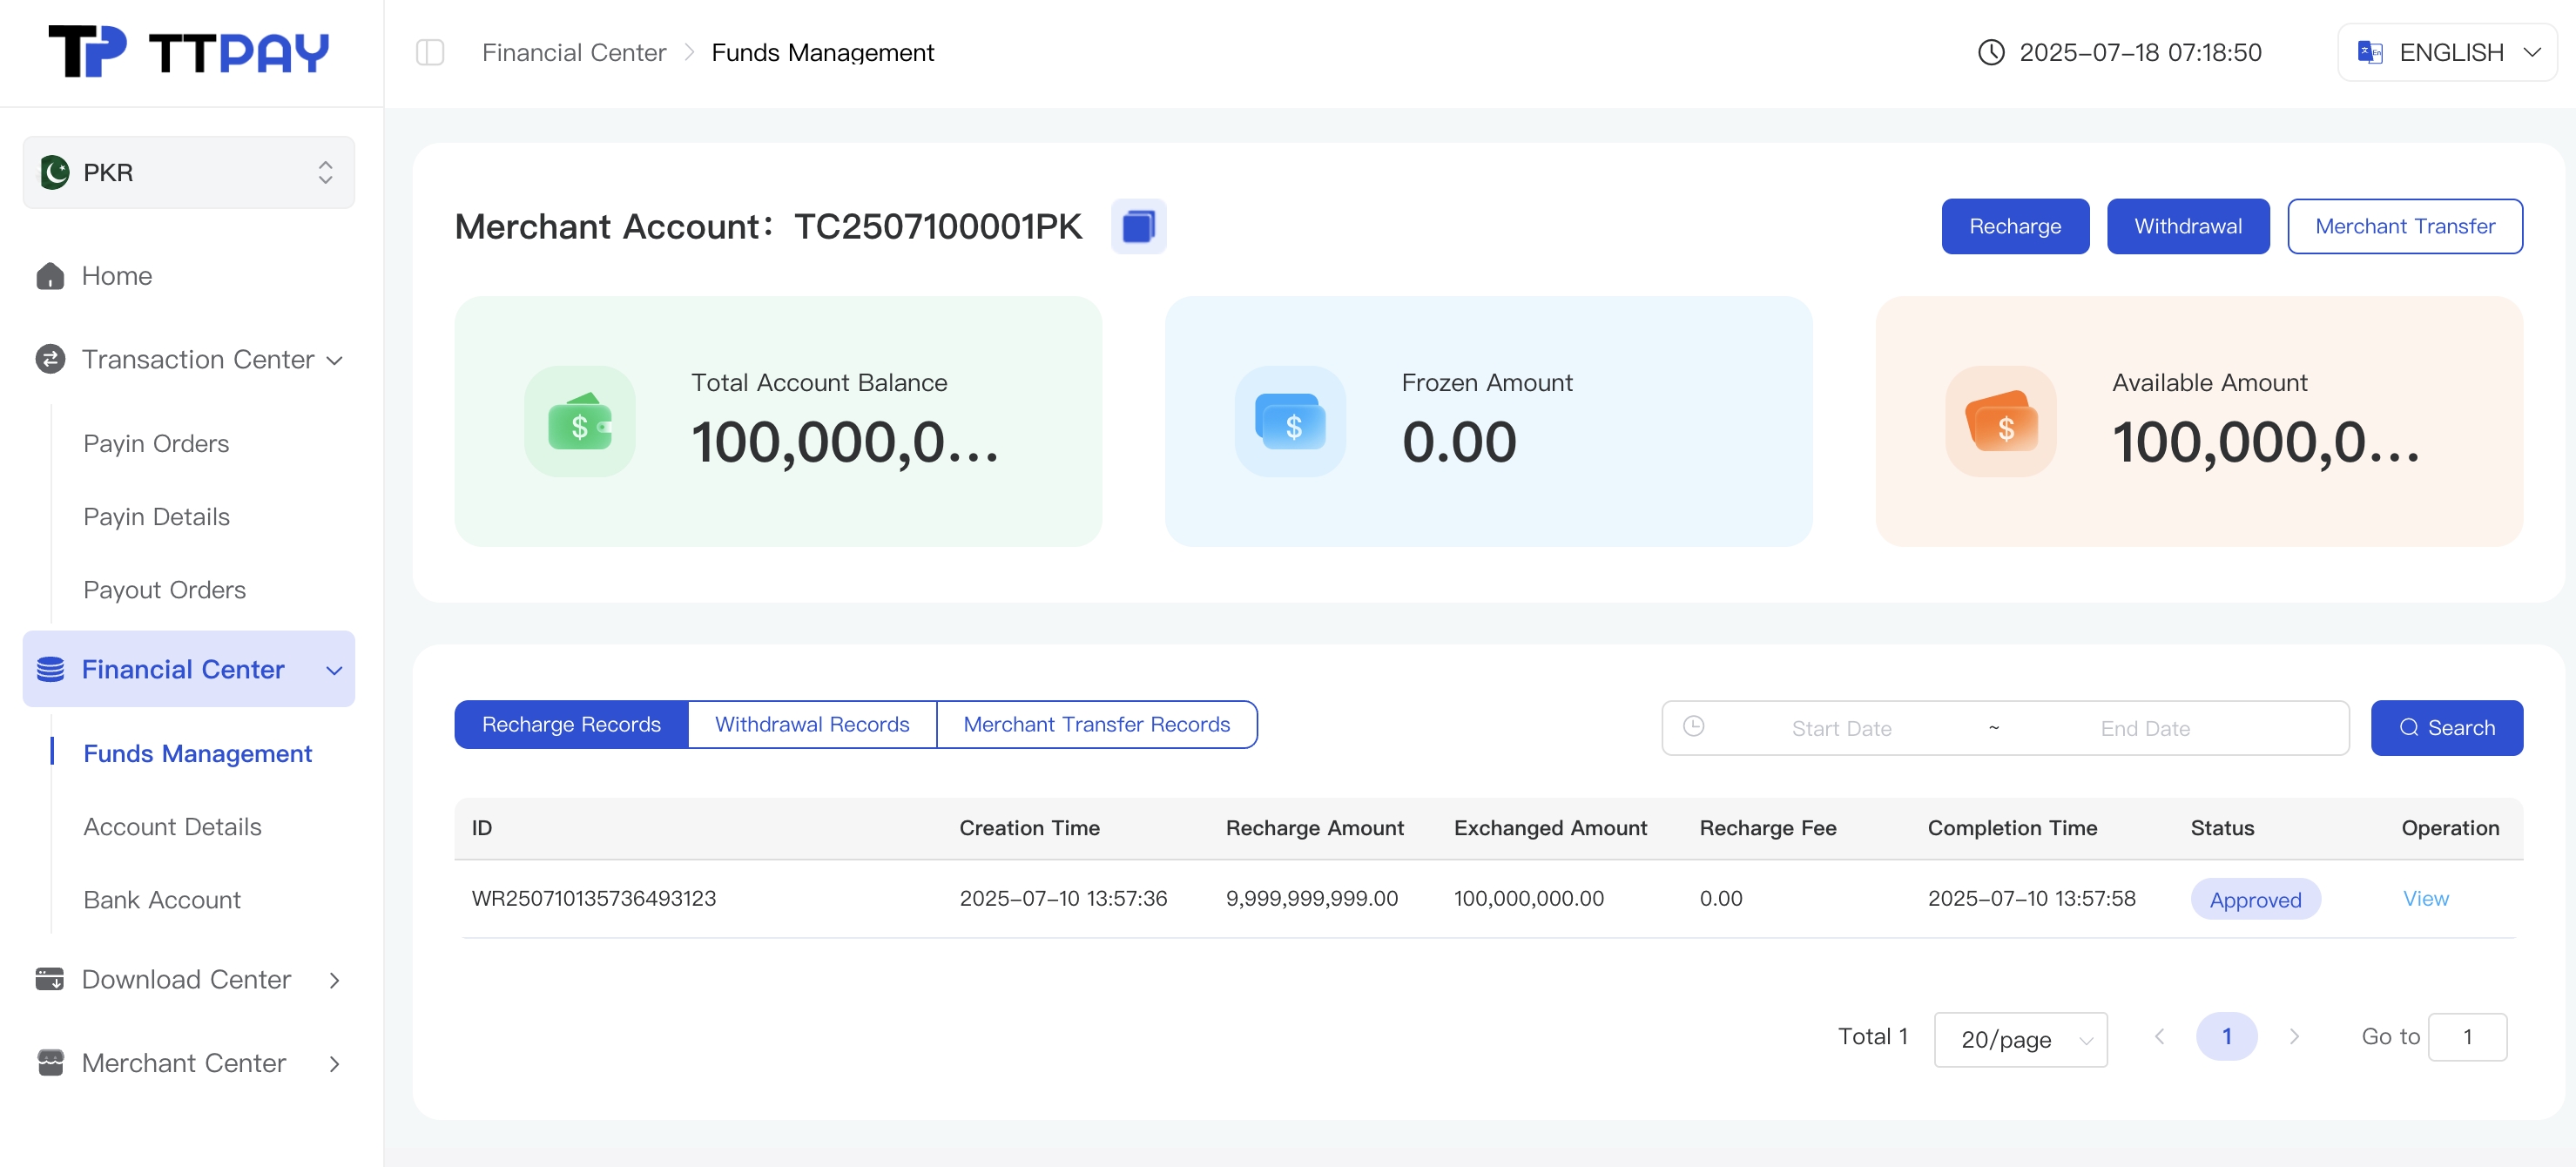 TP TTPAY
Financial Center > Funds Management
2025-07-18 07:18:50
ENGLISH
PKR
Home
Transaction Center
Payin Orders
Payin Details
Payout Orders
Financial Center
Funds Management
Account Details
Bank Account
Download Center
Merchant Center
Merchant Account: TC2507100001PK
Recharge Withdrawal Merchant Transfer
Total Account Balance
100,000,0...
Frozen Amount
0.00
Available Amount
100,000,0...
Recharge Records Withdrawal Records Merchant Transfer Records
Start Date ~ End Date Search
ID Creation Time Recharge Amount Exchanged Amount Recharge Fee Completion Time Status Operation
WR250710135736493123 2025-07-10 13:57:36 9,999,999,999.00 100,000,000.00 0.00 2025-07-10 13:57:58 Approved View
Total 1 20/page < 1 > Go to 1